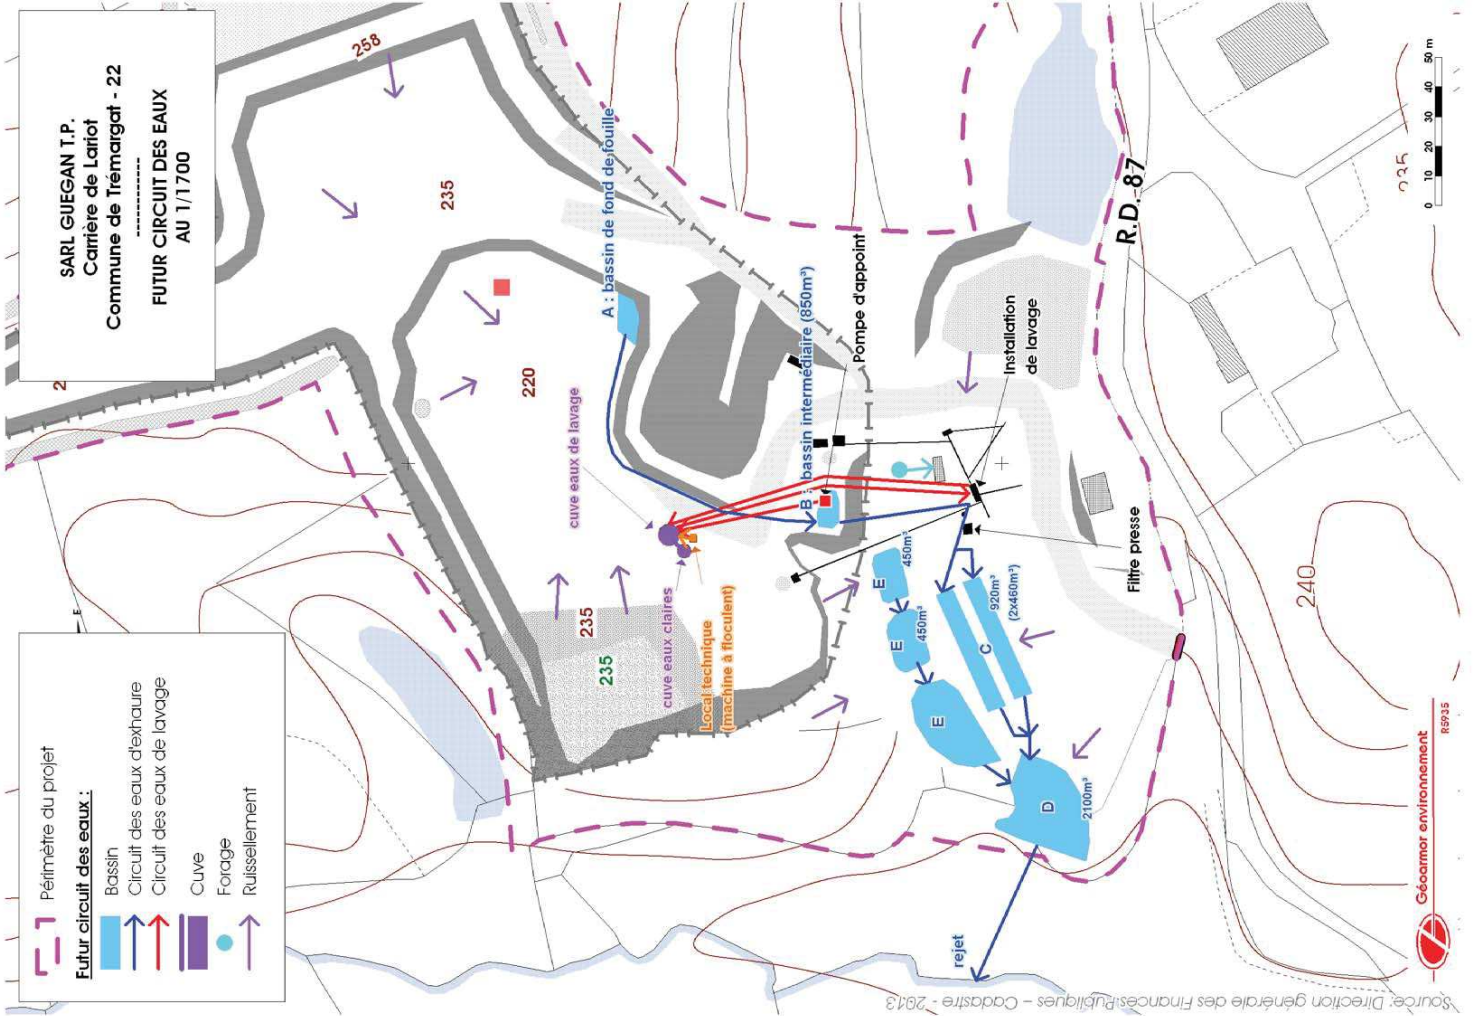 SARL GUEGAN T.P.
Carrière de Lariot
Commune de Trémargat - 22
------------
FUTUR CIRCUIT DES EAUX
AU 1/1700
258
235
220
A : bassin de fond de fouille
cuve eaux de lavage
bassin intermédiaire (850m³)
B
Pompe d'appoint
R.D. 87
Installation
de lavage
235
0 10 20 30 40 50 m
235
235
cuve eaux claires
Local technique
(machine à floculent)
E
450m³
E
450m³
E
C
920m³
(2x460m³)
Filtre presse
D
2100m³
240
rejet
Périmètre du projet
Futur circuit des eaux :
Bassin
Circuit des eaux d'exhaure
Circuit des eaux de lavage
Cuve
Forage
Ruissellement
E
Géoarmor environnement
R5935
Source: Direction générale des Finances Publiques - Cadastre - 2013